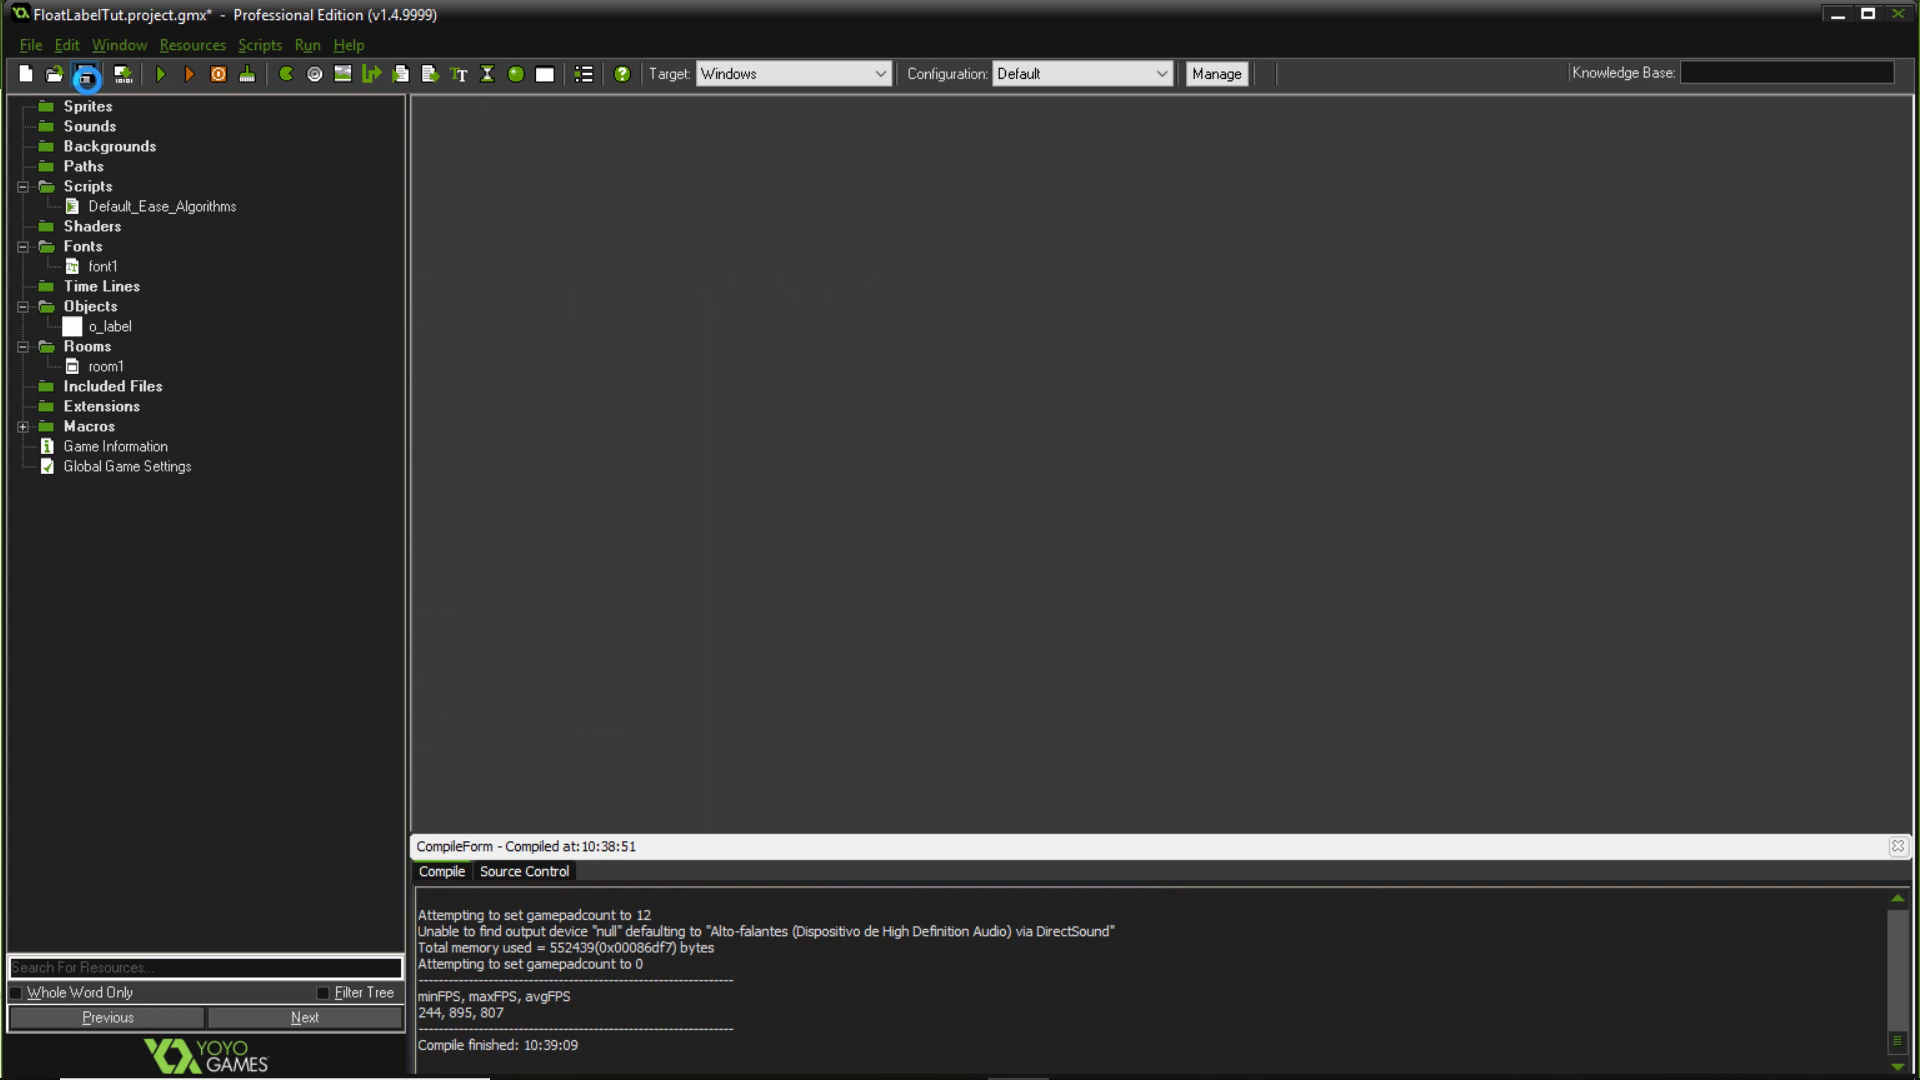 FloatLabelTut.project.gmx* - Professional Edition (v1.4.9999)
File Edit Window Resources Scripts Run Help
Target: Windows Configuration: Default Manage Knowledge Base:
Sprites
Sounds
Backgrounds
Paths
Scripts
Default_Ease_Algorithms
Shaders
Fonts
font1
Time Lines
Objects
o_label
Rooms
room1
Included Files
Extensions
Macros
Game Information
Global Game Settings
CompileForm - Compiled at:10:38:51
Compile Source Control
Attempting to set gamepadcount to 12
Unable to find output device "null" defaulting to "Alto-falantes (Dispositivo de High Definition Audio) via DirectSound"
Total memory used = 552439(0x00086df7) bytes
Attempting to set gamepadcount to 0
minFPS, maxFPS, avgFPS
244, 895, 807
Compile finished: 10:39:09
Search For Resources...
Whole Word Only Filter Tree
Previous Next
YOYO
GAMES